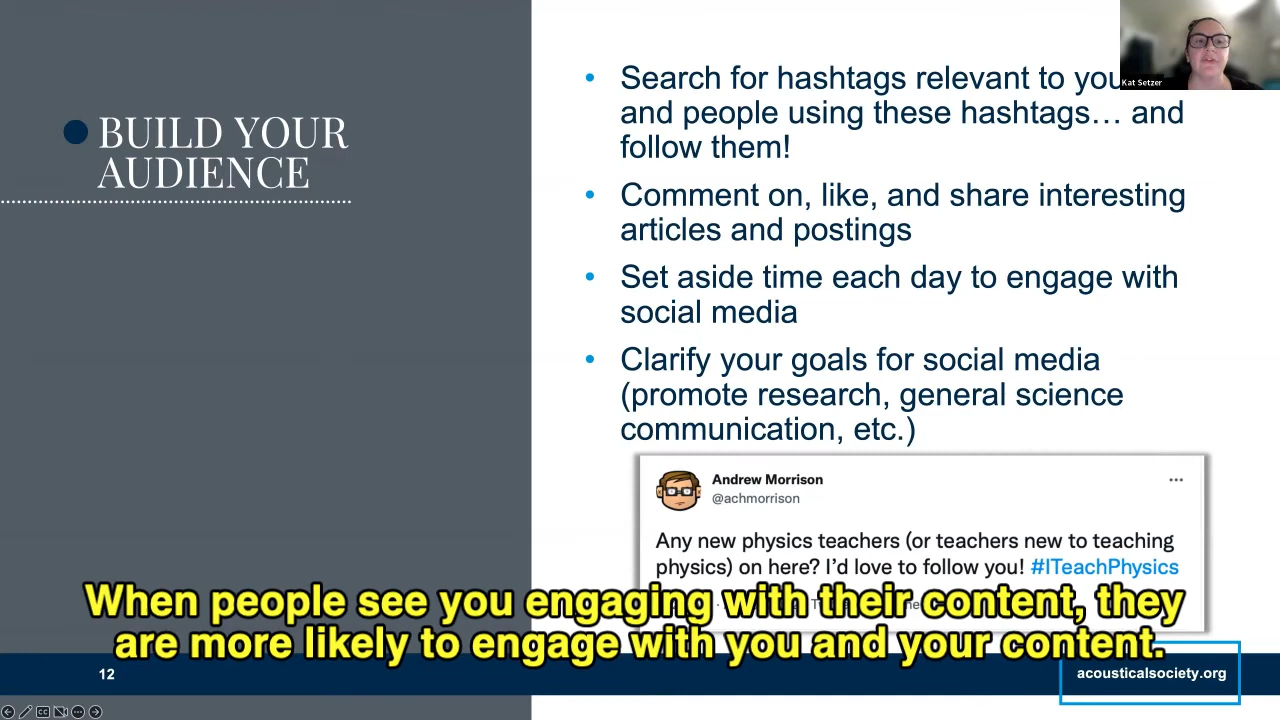 BUILD YOUR
AUDIENCE
Kat Setzer
• Search for hashtags relevant to you
and people using these hashtags… and
follow them!
• Comment on, like, and share interesting
articles and postings
• Set aside time each day to engage with
social media
• Clarify your goals for social media
(promote research, general science
communication, etc.)
Andrew Morrison
@achmorrison
Any new physics teachers (or teachers new to teaching
physics) on here? I'd love to follow you! #ITeachPhysics
When people see you engaging with their content, they
are more likely to engage with you and your content.
12
acousticalsociety.org